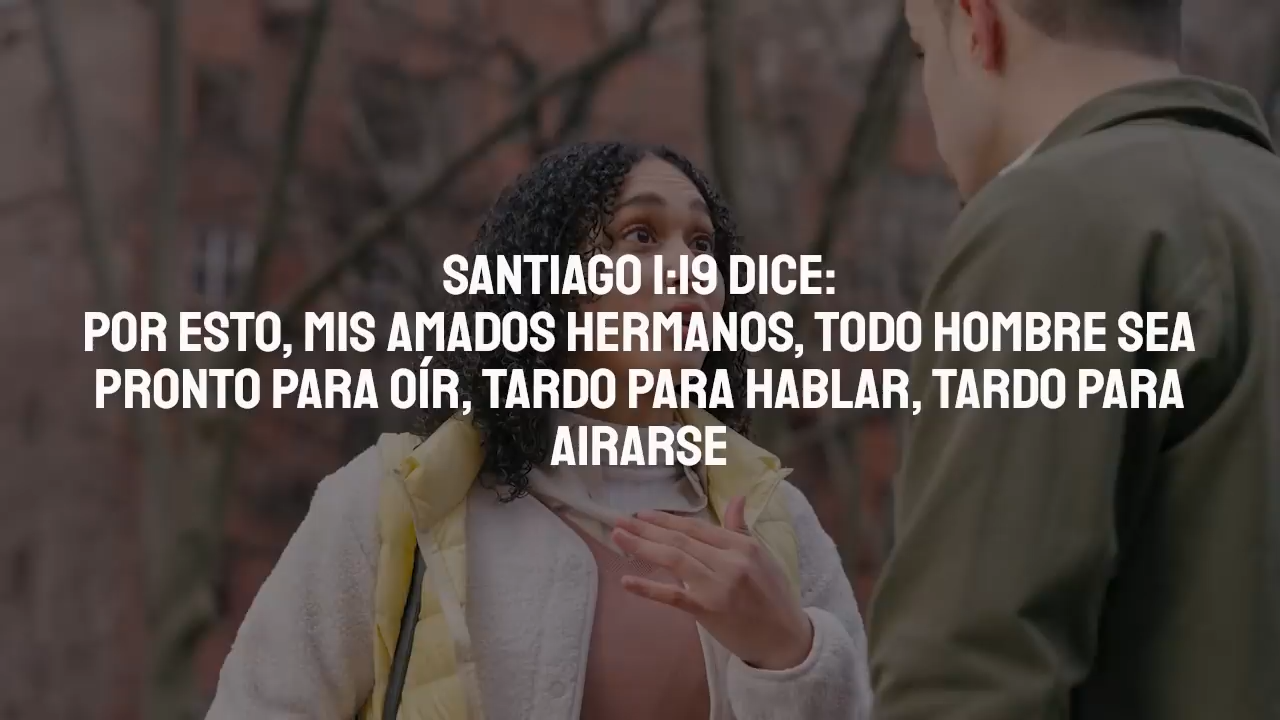 SANTIAGO 1:19 DICE:
POR ESTO, MIS AMADOS HERMANOS, TODO HOMBRE SEA
PRONTO PARA OÍR, TARDO PARA HABLAR, TARDO PARA
AIRARSE